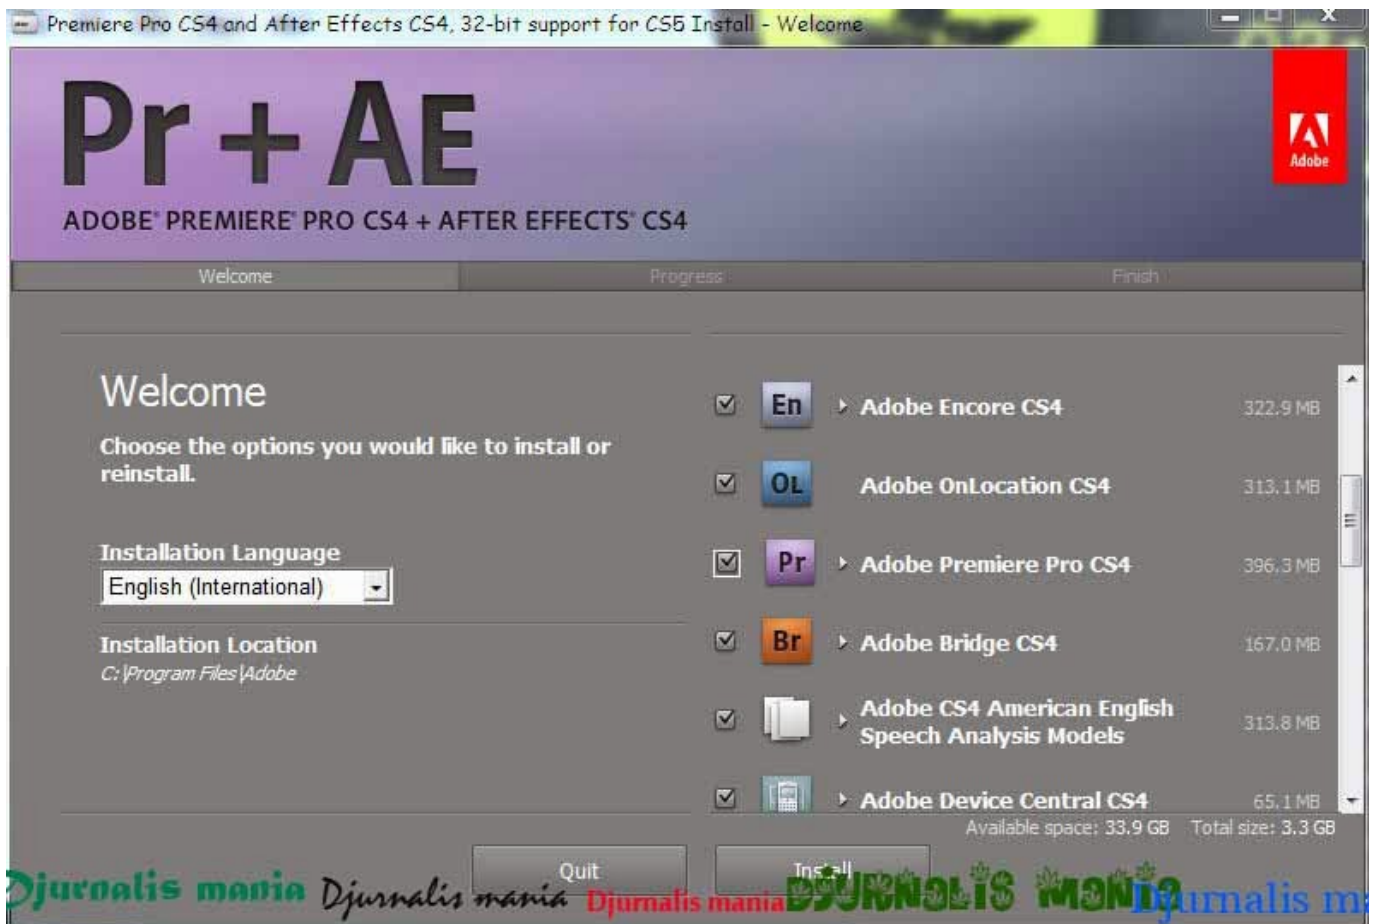 Premiere Pro CS4 and After Effects CS4, 32-bit support for CS5 Install - Welcome
Pr + AE
Adobe
ADOBE® PREMIERE® PRO CS4 + AFTER EFFECTS® CS4
Welcome Progress Finish
Welcome
Choose the options you would like to install or
reinstall.
Installation Language
English (International)
Installation Location
C:\Program Files\Adobe
En Adobe Encore CS4 322.9 MB
OL Adobe OnLocation CS4 313.1 MB
Pr Adobe Premiere Pro CS4 396.3 MB
Br Adobe Bridge CS4 167.0 MB
Adobe CS4 American English
Speech Analysis Models 313.8 MB
Adobe Device Central CS4 65.1 MB
Available space: 33.9 GB Total size: 3.3 GB
Quit Install
Djurnalis mania Djurnalis mania Djurnalis mania DJURNALIS MANIA Djurnalis m